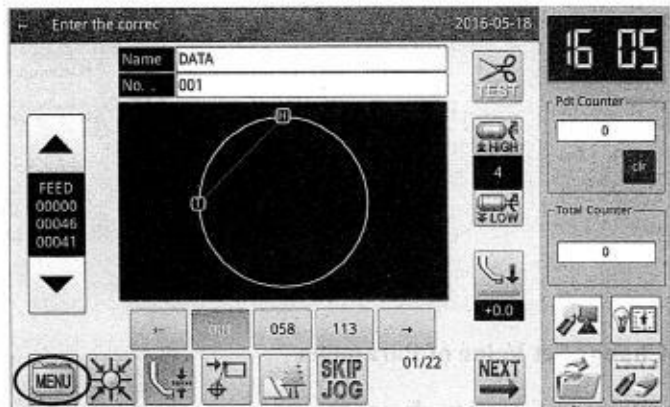 ← Enter the correc 2016-05-18
Name DATA
No. . 001
TEST
16 05
Pdt Counter
0
clr
H
T
HIGH
4
LOW
FEED
00000
00046
00041
Total Counter
0
+0.0
← 001 058 113 →
MENU
SKIP
JOG
01/22
NEXT